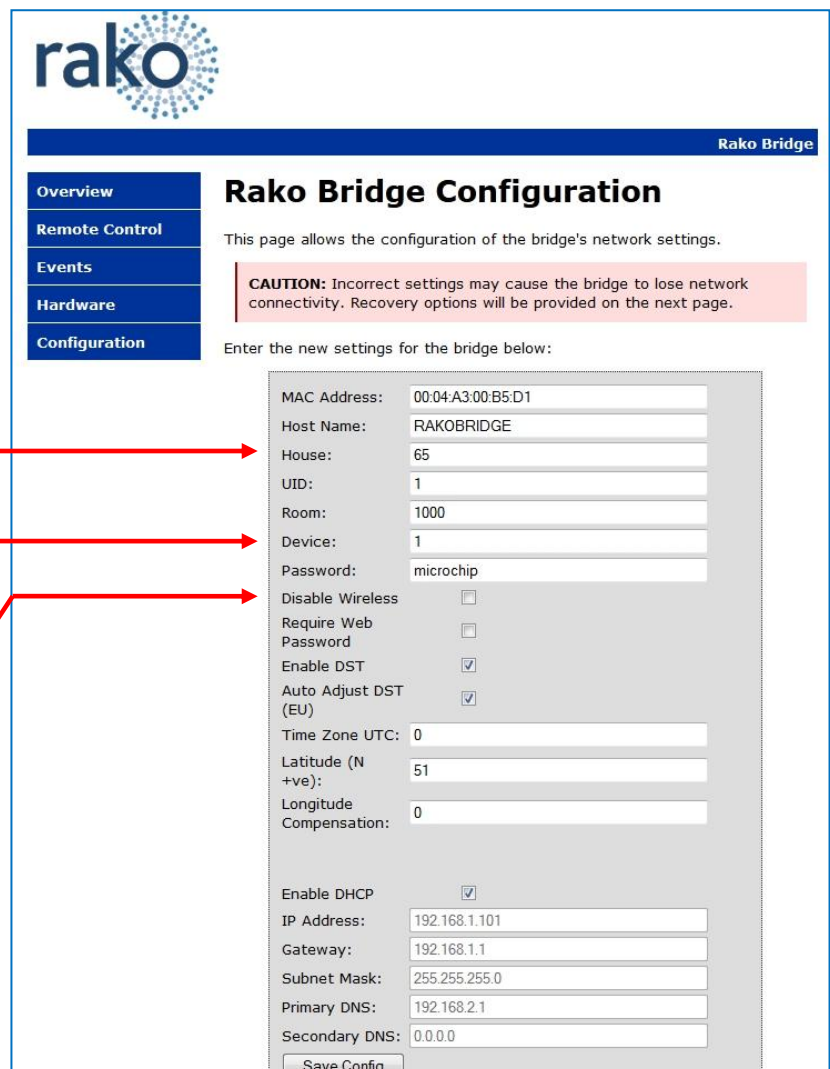 rako
Rako Bridge
Overview
Remote Control
Events
Hardware
Configuration
Rako Bridge Configuration
This page allows the configuration of the bridge's network settings.
CAUTION: Incorrect settings may cause the bridge to lose network
connectivity. Recovery options will be provided on the next page.
Enter the new settings for the bridge below:
MAC Address: 00:04:A3:00:B5:D1
Host Name: RAKOBRIDGE
House: 65
UID: 1
Room: 1000
Device: 1
Password: microchip
Disable Wireless
Require Web
Password
Enable DST
Auto Adjust DST
(EU)
Time Zone UTC: 0
Latitude (N
+ve): 51
Longitude
Compensation: 0
Enable DHCP
IP Address: 192.168.1.101
Gateway: 192.168.1.1
Subnet Mask: 255.255.255.0
Primary DNS: 192.168.2.1
Secondary DNS: 0.0.0.0
Save Config